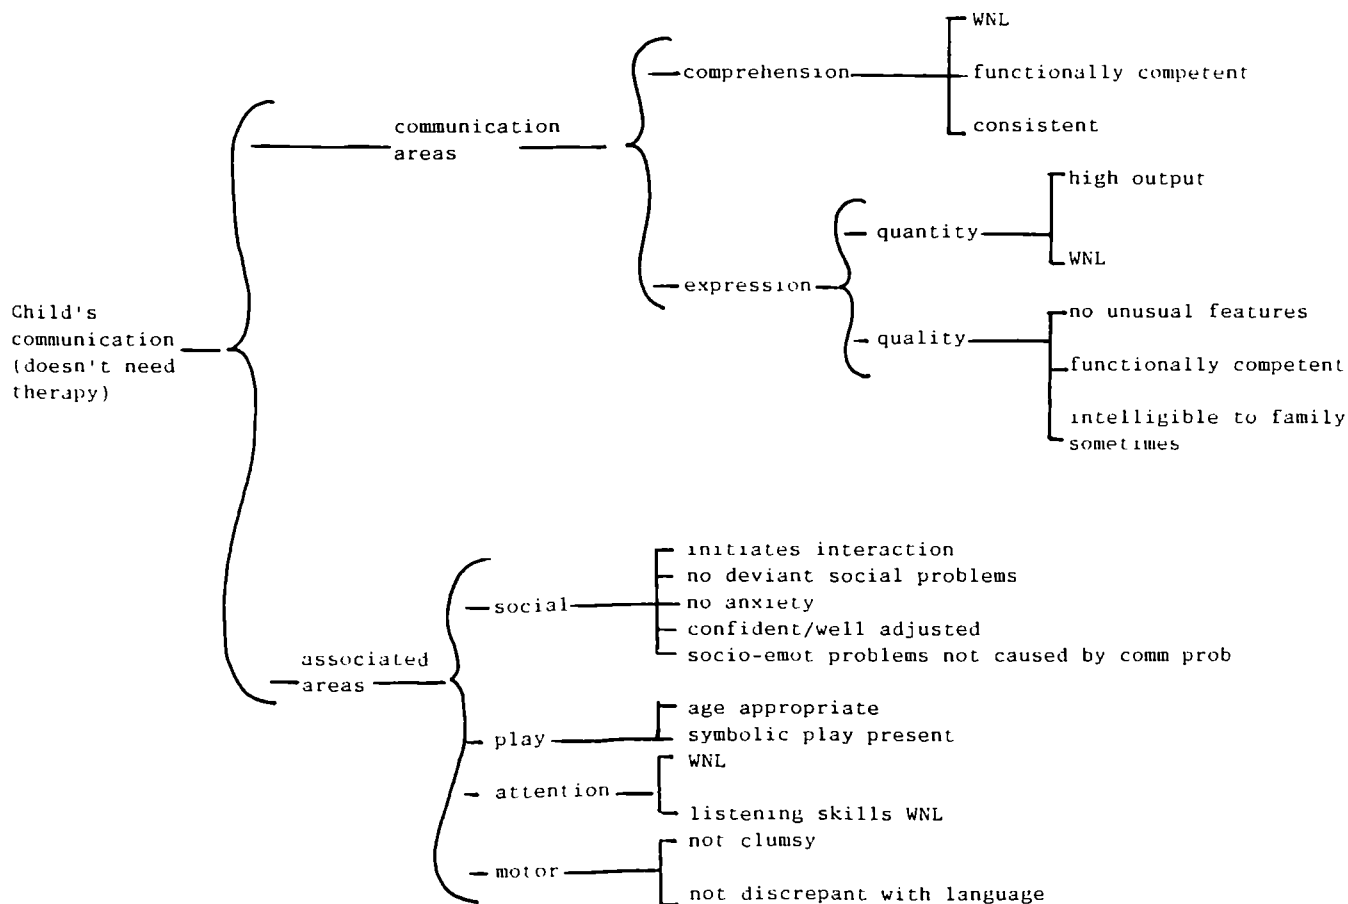 WNL
comprehension
functionally competent
consistent
communication
areas
high output
quantity
WNL
expression
Child's
communication
(doesn't need
therapy)
no unusual features
quality
functionally competent
intelligible to family
sometimes
initiates interaction
no deviant social problems
social
no anxiety
confident/well adjusted
socio-emot problems not caused by comm prob
associated
areas
age appropriate
play
symbolic play present
WNL
attention
listening skills WNL
not clumsy
motor
not discrepant with language